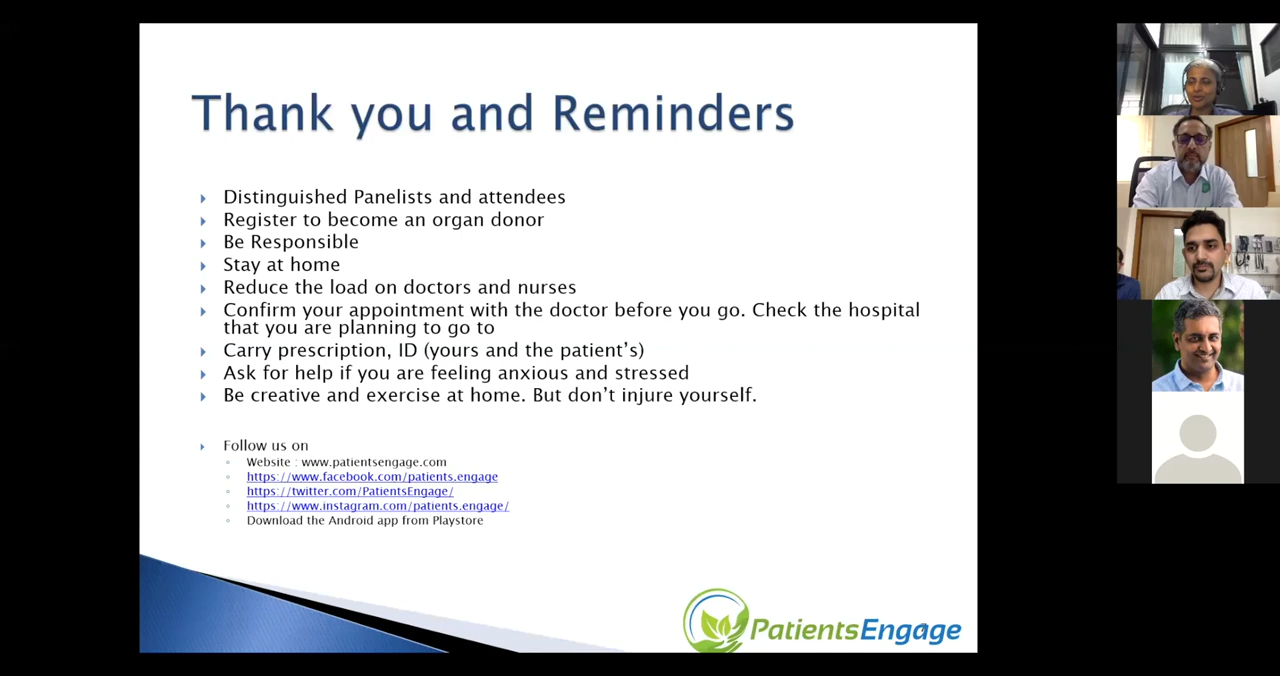 Thank you and Reminders
Distinguished Panelists and attendees
Register to become an organ donor
Be Responsible
Stay at home
Reduce the load on doctors and nurses
Confirm your appointment with the doctor before you go. Check the hospital
that you are planning to go to
Carry prescription, ID (yours and the patient’s)
Ask for help if you are feeling anxious and stressed
Be creative and exercise at home. But don’t injure yourself.
Follow us on
Website : www.patientsengage.com
https://www.facebook.com/patients.engage
https://twitter.com/PatientsEngage/
https://www.instagram.com/patients.engage/
Download the Android app from Playstore
PatientsEngage